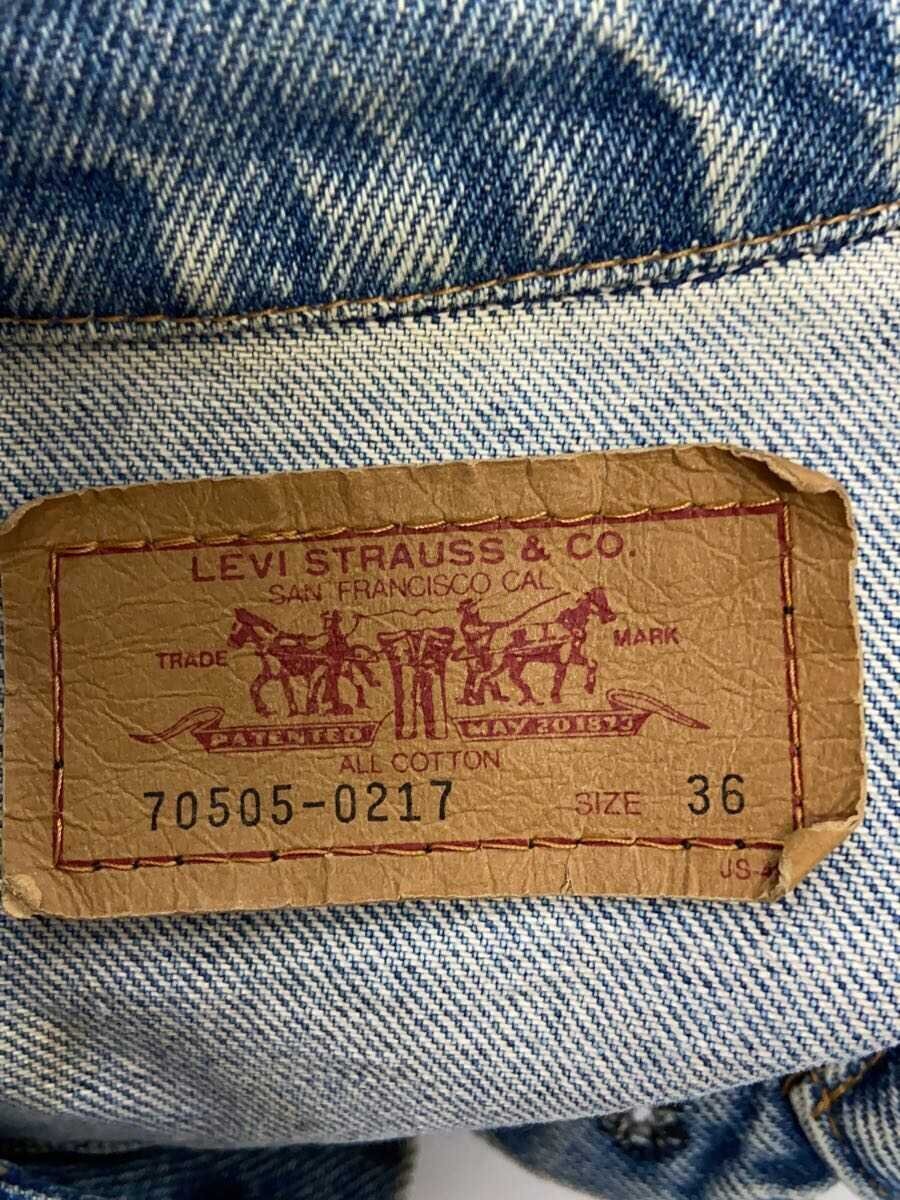 LEVI STRAUSS & CO.
SAN FRANCISCO CAL
TRADE MARK
PATENTED MAY 20 1873
ALL COTTON
70505-0217 SIZE 36